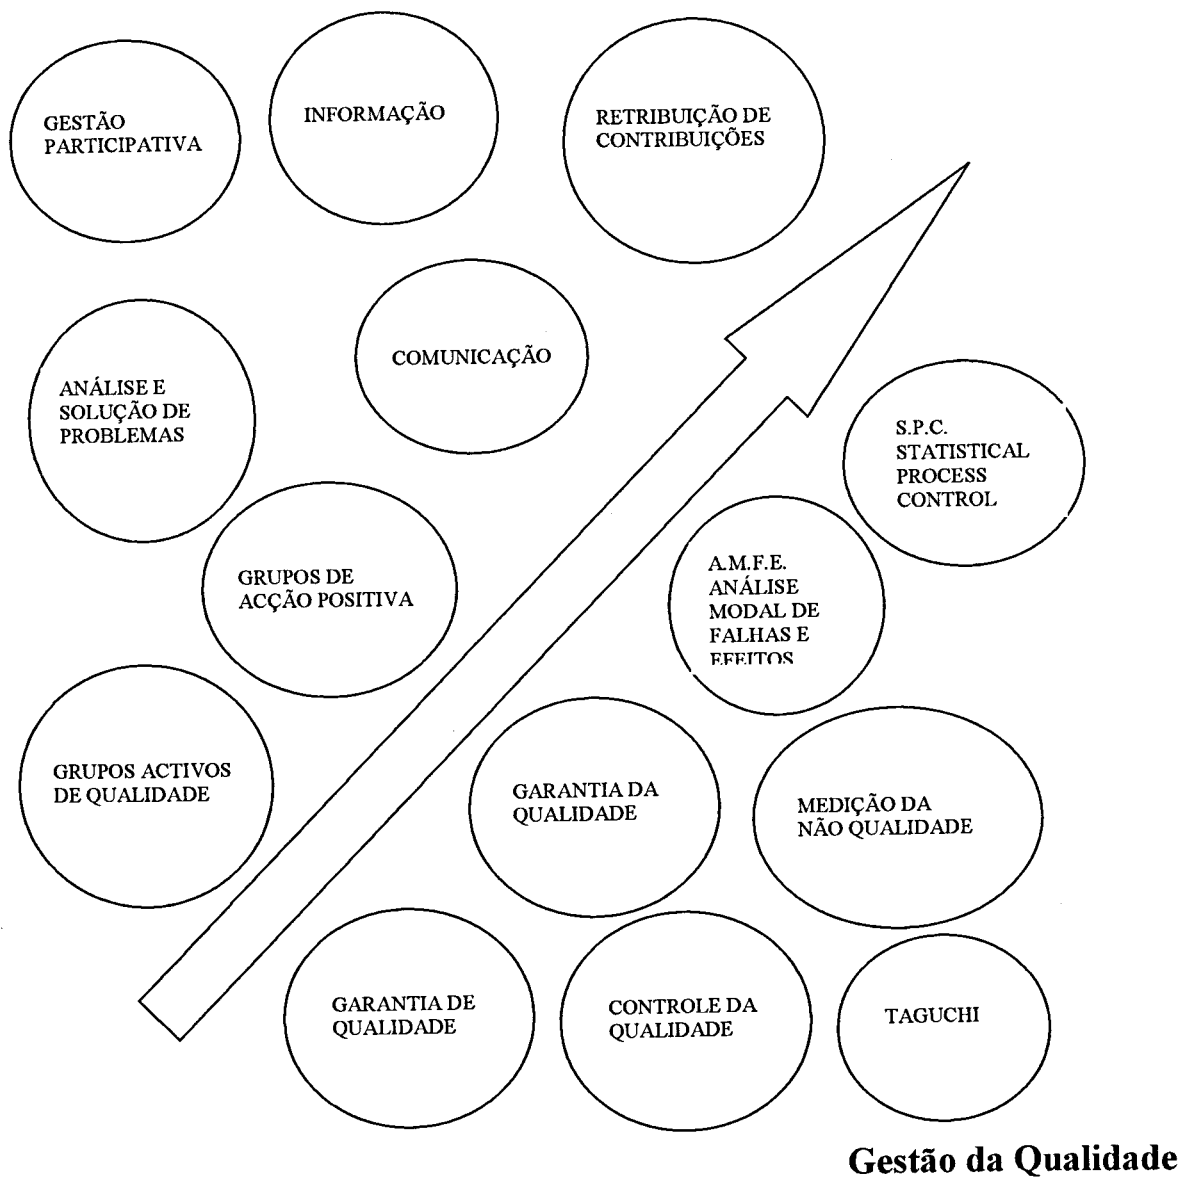 GESTÃO
PARTICIPATIVA
INFORMAÇÃO
RETRIBUIÇÃO DE
CONTRIBUIÇÕES
COMUNICAÇÃO
ANÁLISE E
SOLUÇÃO DE
PROBLEMAS
S.P.C.
STATISTICAL
PROCESS
CONTROL
GRUPOS DE
ACÇÃO POSITIVA
A.M.F.E.
ANÁLISE
MODAL DE
FALHAS E
EFEITOS
GRUPOS ACTIVOS
DE QUALIDADE
GARANTIA DA
QUALIDADE
MEDIÇÃO DA
NÃO QUALIDADE
GARANTIA DE
QUALIDADE
CONTROLE DA
QUALIDADE
TAGUCHI
Gestão da Qualidade